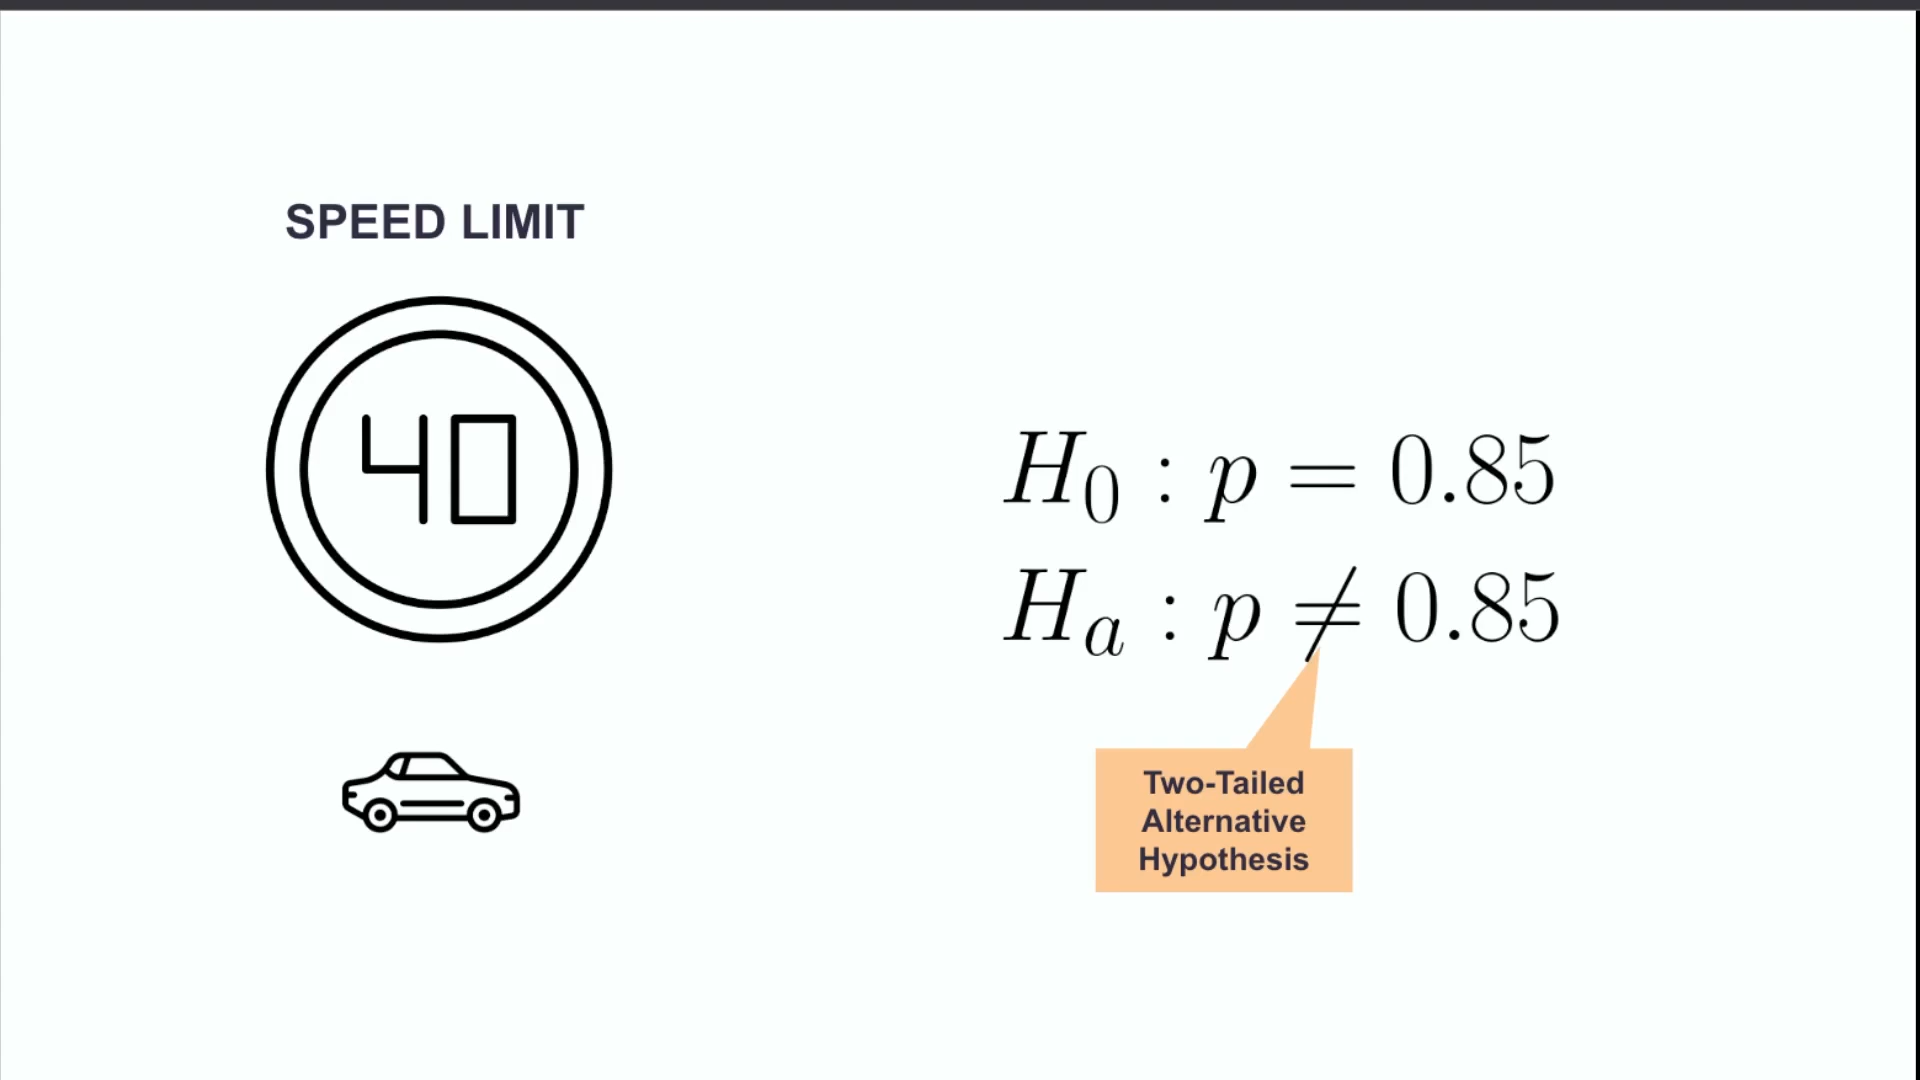 SPEED LIMIT
40
H₀ : p = 0.85
Hₐ : p ≠ 0.85
Two-Tailed
Alternative
Hypothesis